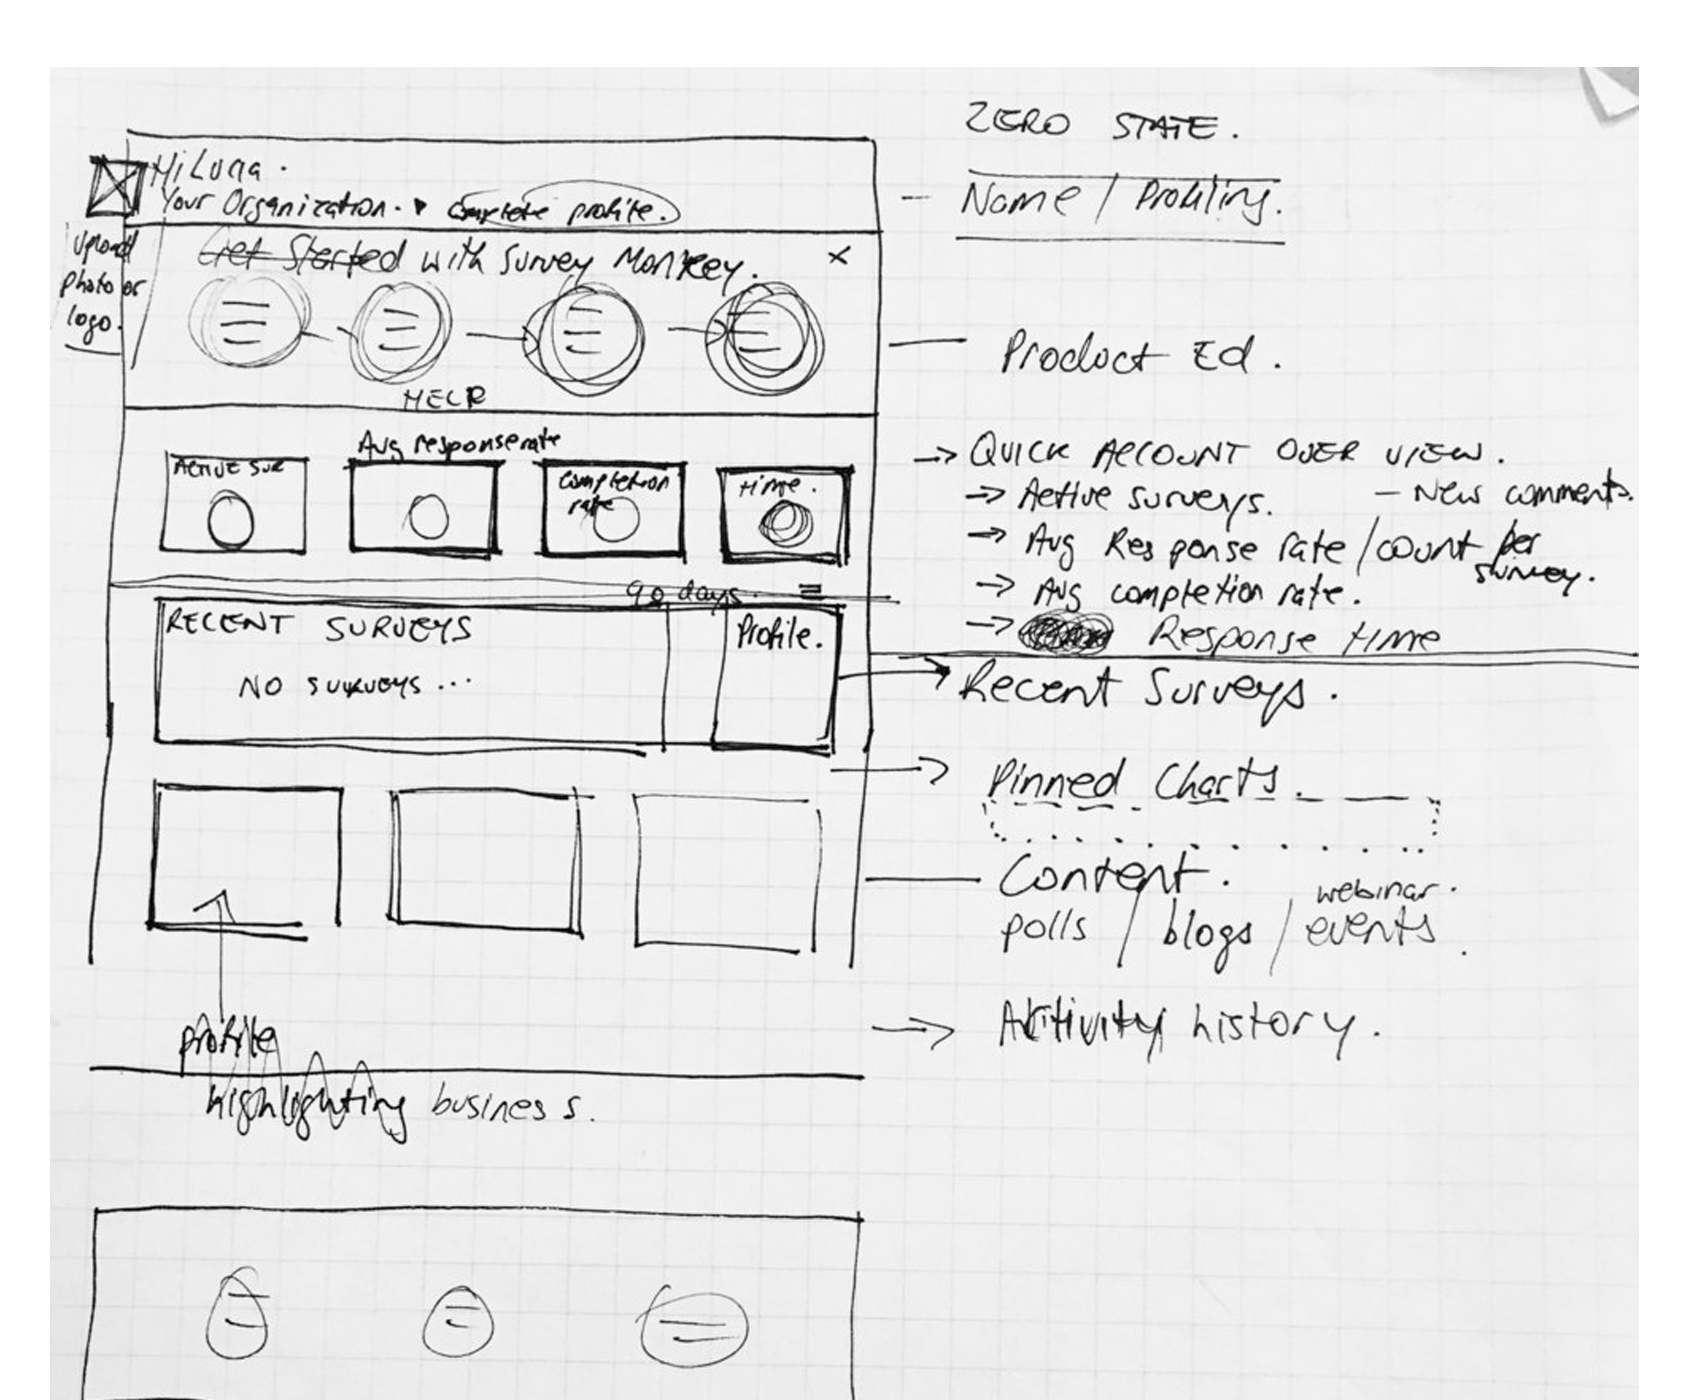 ZERO STATE.
Hi Luna.
Your Organization. Complete profile.
Name / Profiling.
Upload
photo or
logo.
Get Started with Survey Monkey. x
Product Ed.
HELP
Avg response rate
ACTIVE SUR
Completion
rate
time.
→ QUICK ACCOUNT OVER VIEW.
→ Active surveys. - New comments.
→ Avg Response rate / count per
survey.
→ Avg completion rate.
→ Response time
90 days.
RECENT SURVEYS
Profile.
NO SURVEYS ...
Recent Surveys.
Pinned Charts.
Content.
webinar.
polls / blogs / events.
Activity history.
profile
highlighting business.